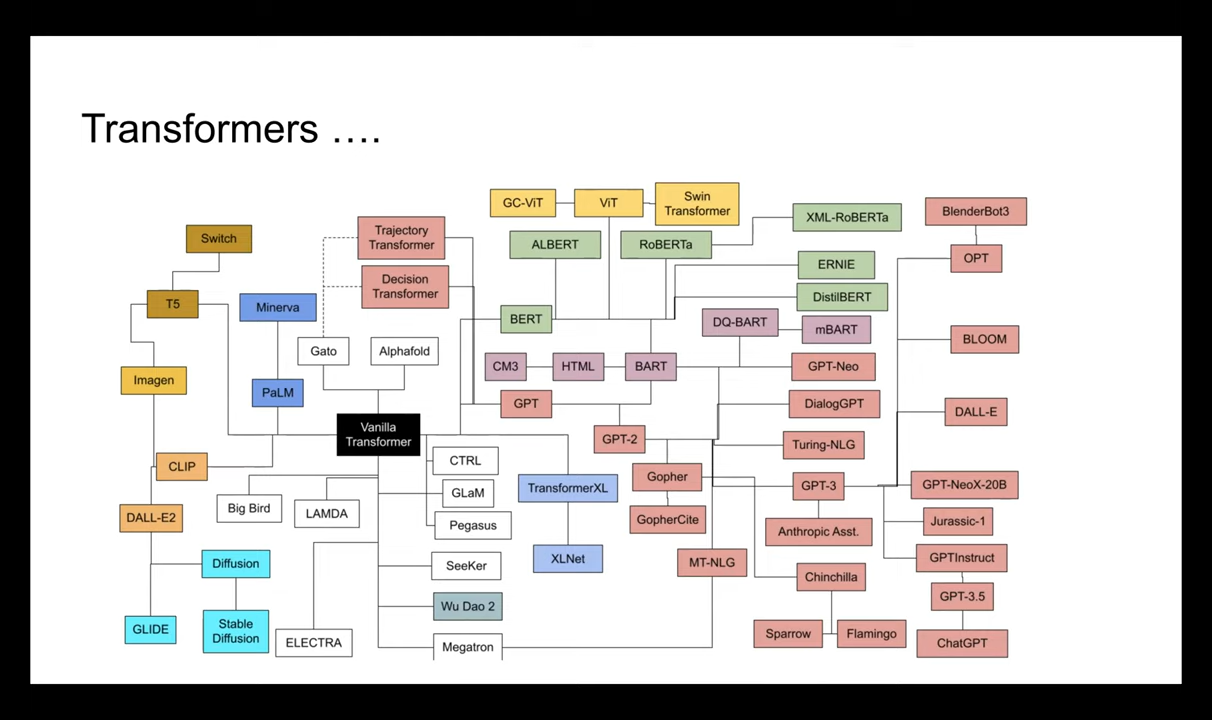 Transformers ….
GC-ViT
ViT
Swin
Transformer
XML-RoBERTa
BlenderBot3
Switch
Trajectory
Transformer
ALBERT
RoBERTa
OPT
ERNIE
Decision
Transformer
DistilBERT
T5
Minerva
BERT
DQ-BART
mBART
BLOOM
Gato
Alphafold
CM3
HTML
BART
GPT-Neo
Imagen
PaLM
GPT
DialogGPT
DALL-E
Vanilla
Transformer
GPT-2
Turing-NLG
CTRL
CLIP
Gopher
GPT-3
GPT-NeoX-20B
TransformerXL
GLaM
Big Bird
LAMDA
DALL-E2
Pegasus
GopherCite
Jurassic-1
Anthropic Asst.
XLNet
MT-NLG
GPTInstruct
Diffusion
SeeKer
Chinchilla
GPT-3.5
Wu Dao 2
GLIDE
Stable
Diffusion
ELECTRA
Megatron
Sparrow
Flamingo
ChatGPT